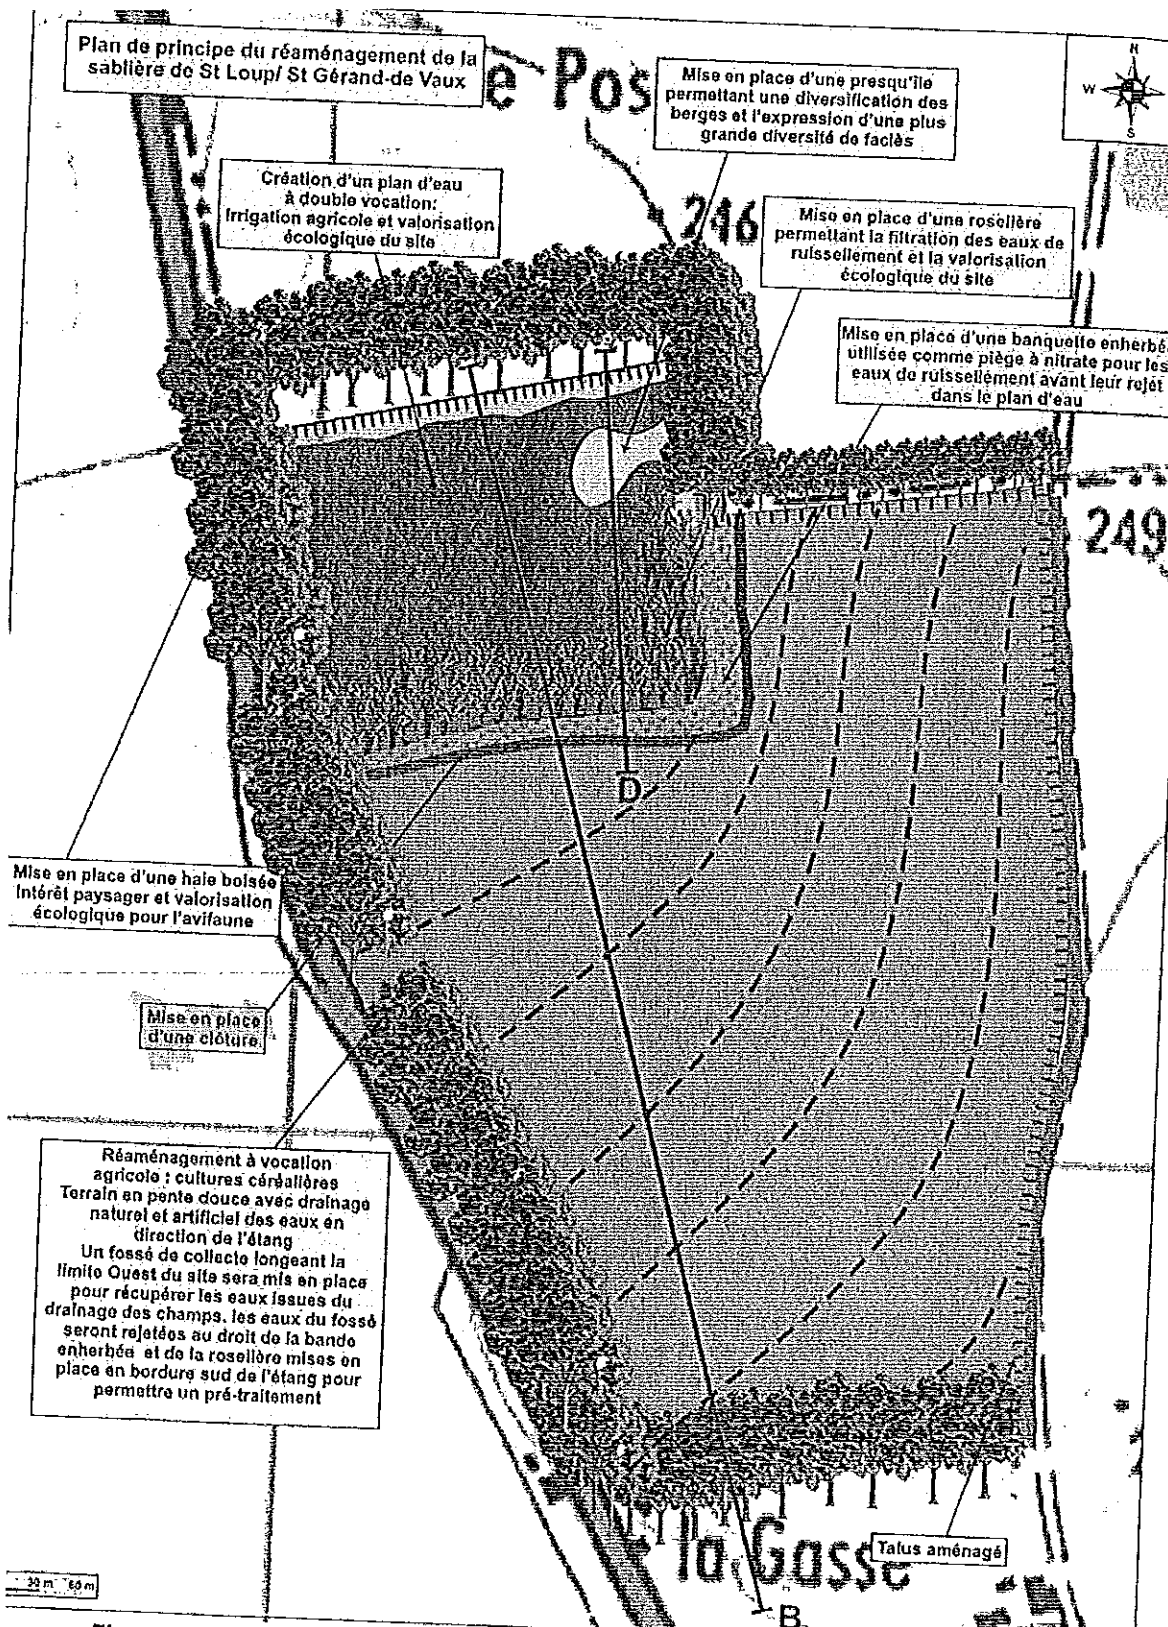 Plan de principe du réaménagement de la
sablière de St Loup/ St Gérand-de Vaux
e Pos
Mise en place d'une presqu'île
permettant une diversification des
berges et l'expression d'une plus
grande diversité de faciès
N
W
S
Création d'un plan d'eau
à double vocation:
Irrigation agricole et valorisation
écologique du site
246
Mise en place d'une roselière
permettant la filtration des eaux de
ruissellement et la valorisation
écologique du site
Mise en place d'une banquette enherbé
utilisée comme piège à nitrate pour les
eaux de ruissellement avant leur rejet
dans le plan d'eau
249
D
Mise en place d'une haie boisée
Intérêt paysager et valorisation
écologique pour l'avifaune
Mise en place
d'une clôture
Réaménagement à vocation
agricole : cultures céréalières
Terrain en pente douce avec drainage
naturel et artificiel des eaux en
direction de l'étang
Un fossé de collecte longeant la
limite Ouest du site sera mis en place
pour récupérer les eaux issues du
drainage des champs, les eaux du fossé
seront rejetées au droit de la bande
enherbée et de la roselière mises en
place en bordure sud de l'étang pour
permettre un pré-traitement
la Gasse
Talus aménagé
B